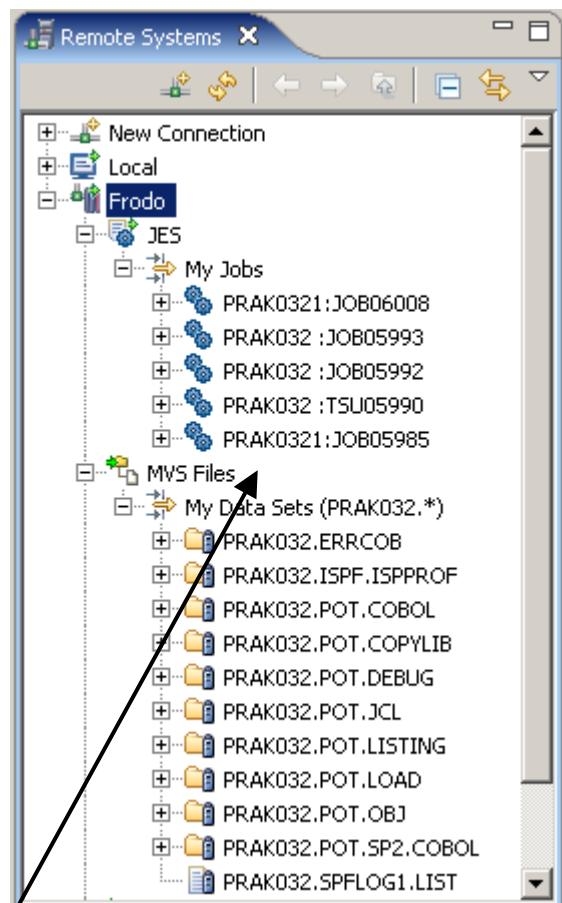 Remote Systems
New Connection
Local
Frodo
JES
My Jobs
PRAK0321:JOB06008
PRAK032 :JOB05993
PRAK032 :JOB05992
PRAK032 :TSU05990
PRAK0321:JOB05985
MVS Files
My Data Sets (PRAK032.*)
PRAK032.ERRCOB
PRAK032.ISPF.ISPPROF
PRAK032.POT.COBOL
PRAK032.POT.COPYLIB
PRAK032.POT.DEBUG
PRAK032.POT.JCL
PRAK032.POT.LISTING
PRAK032.POT.LOAD
PRAK032.POT.OBJ
PRAK032.POT.SP2.COBOL
PRAK032.SPFLOG1.LIST